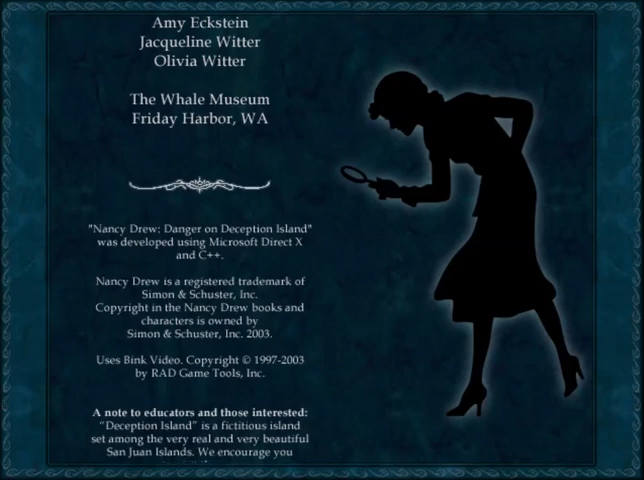 Amy Eckstein
Jacqueline Witter
Olivia Witter
The Whale Museum
Friday Harbor, WA
"Nancy Drew: Danger on Deception Island"
was developed using Microsoft Direct X
and C++.
Nancy Drew is a registered trademark of
Simon & Schuster, Inc.
Copyright in the Nancy Drew books and
characters is owned by
Simon & Schuster, Inc. 2003.
Uses Bink Video. Copyright © 1997-2003
by RAD Game Tools, Inc.
A note to educators and those interested:
“Deception Island” is a fictitious island
set among the very real and very beautiful
San Juan Islands. We encourage you